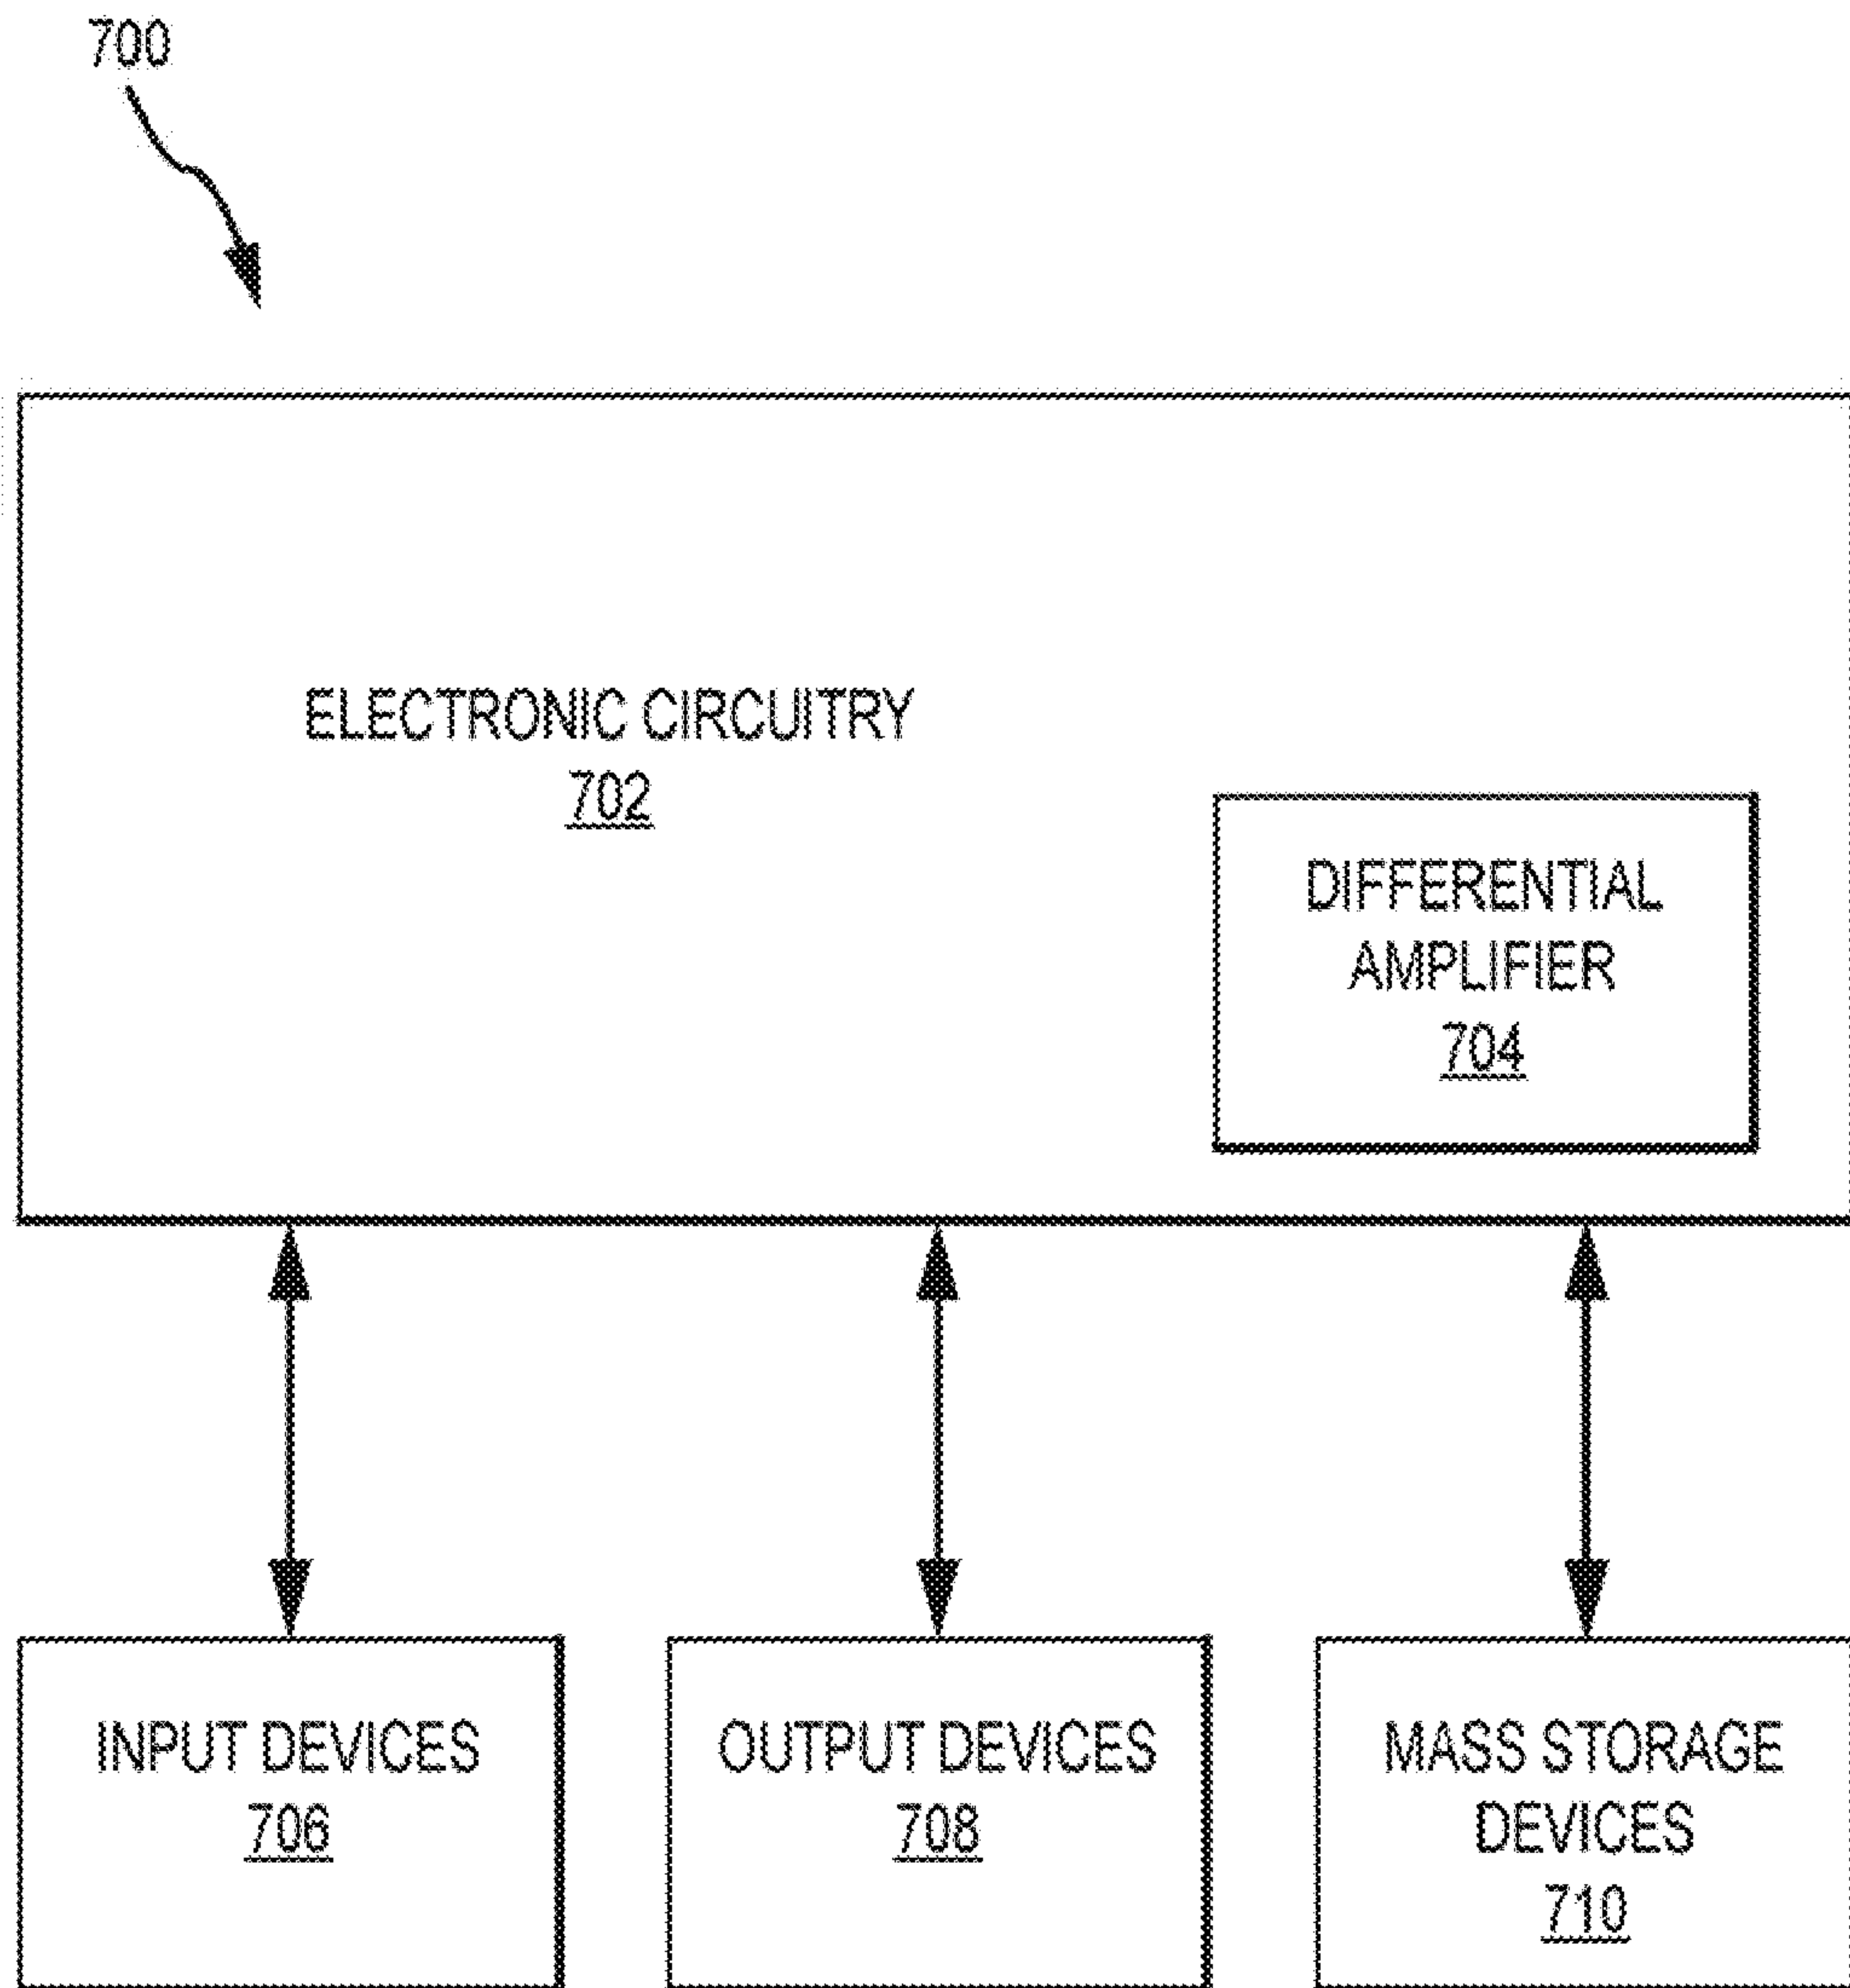 700
ELECTRONIC CIRCUITRY
702
DIFFERENTIAL
AMPLIFIER
704
INPUT DEVICES
706
OUTPUT DEVICES
708
MASS STORAGE
DEVICES
710